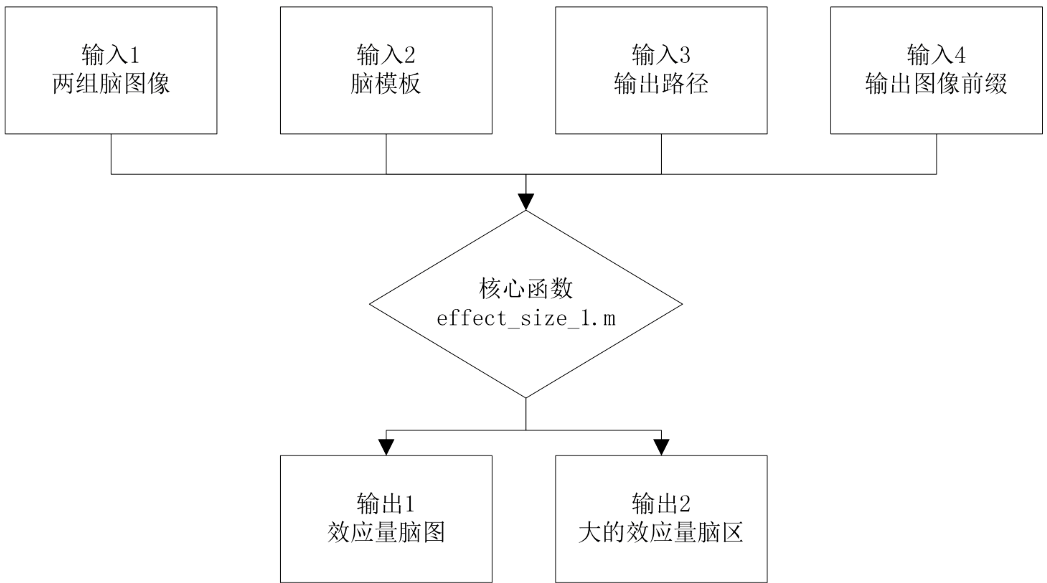 输入1
两组脑图像
输入2
脑模板
输入3
输出路径
输入4
输出图像前缀
核心函数
effect_size_1.m
输出1
效应量脑图
输出2
大的效应量脑区